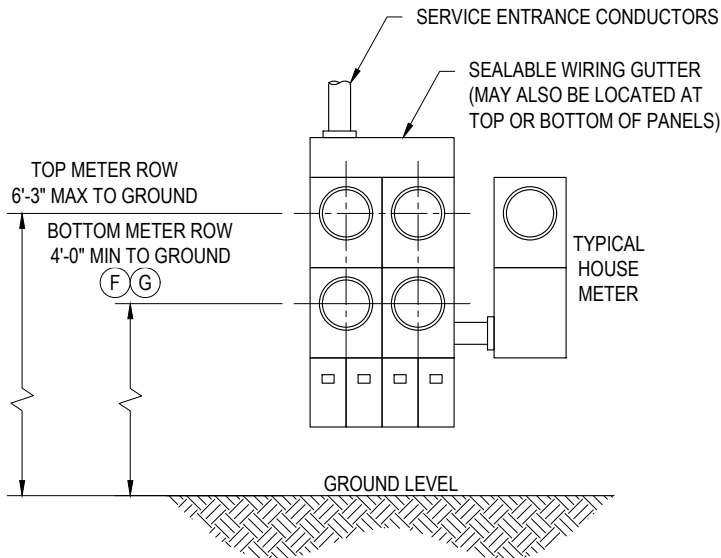 SERVICE ENTRANCE CONDUCTORS
SEALABLE WIRING GUTTER
(MAY ALSO BE LOCATED AT
TOP OR BOTTOM OF PANELS)
TOP METER ROW
6'-3" MAX TO GROUND
BOTTOM METER ROW
4'-0" MIN TO GROUND
F G
TYPICAL
HOUSE
METER
GROUND LEVEL